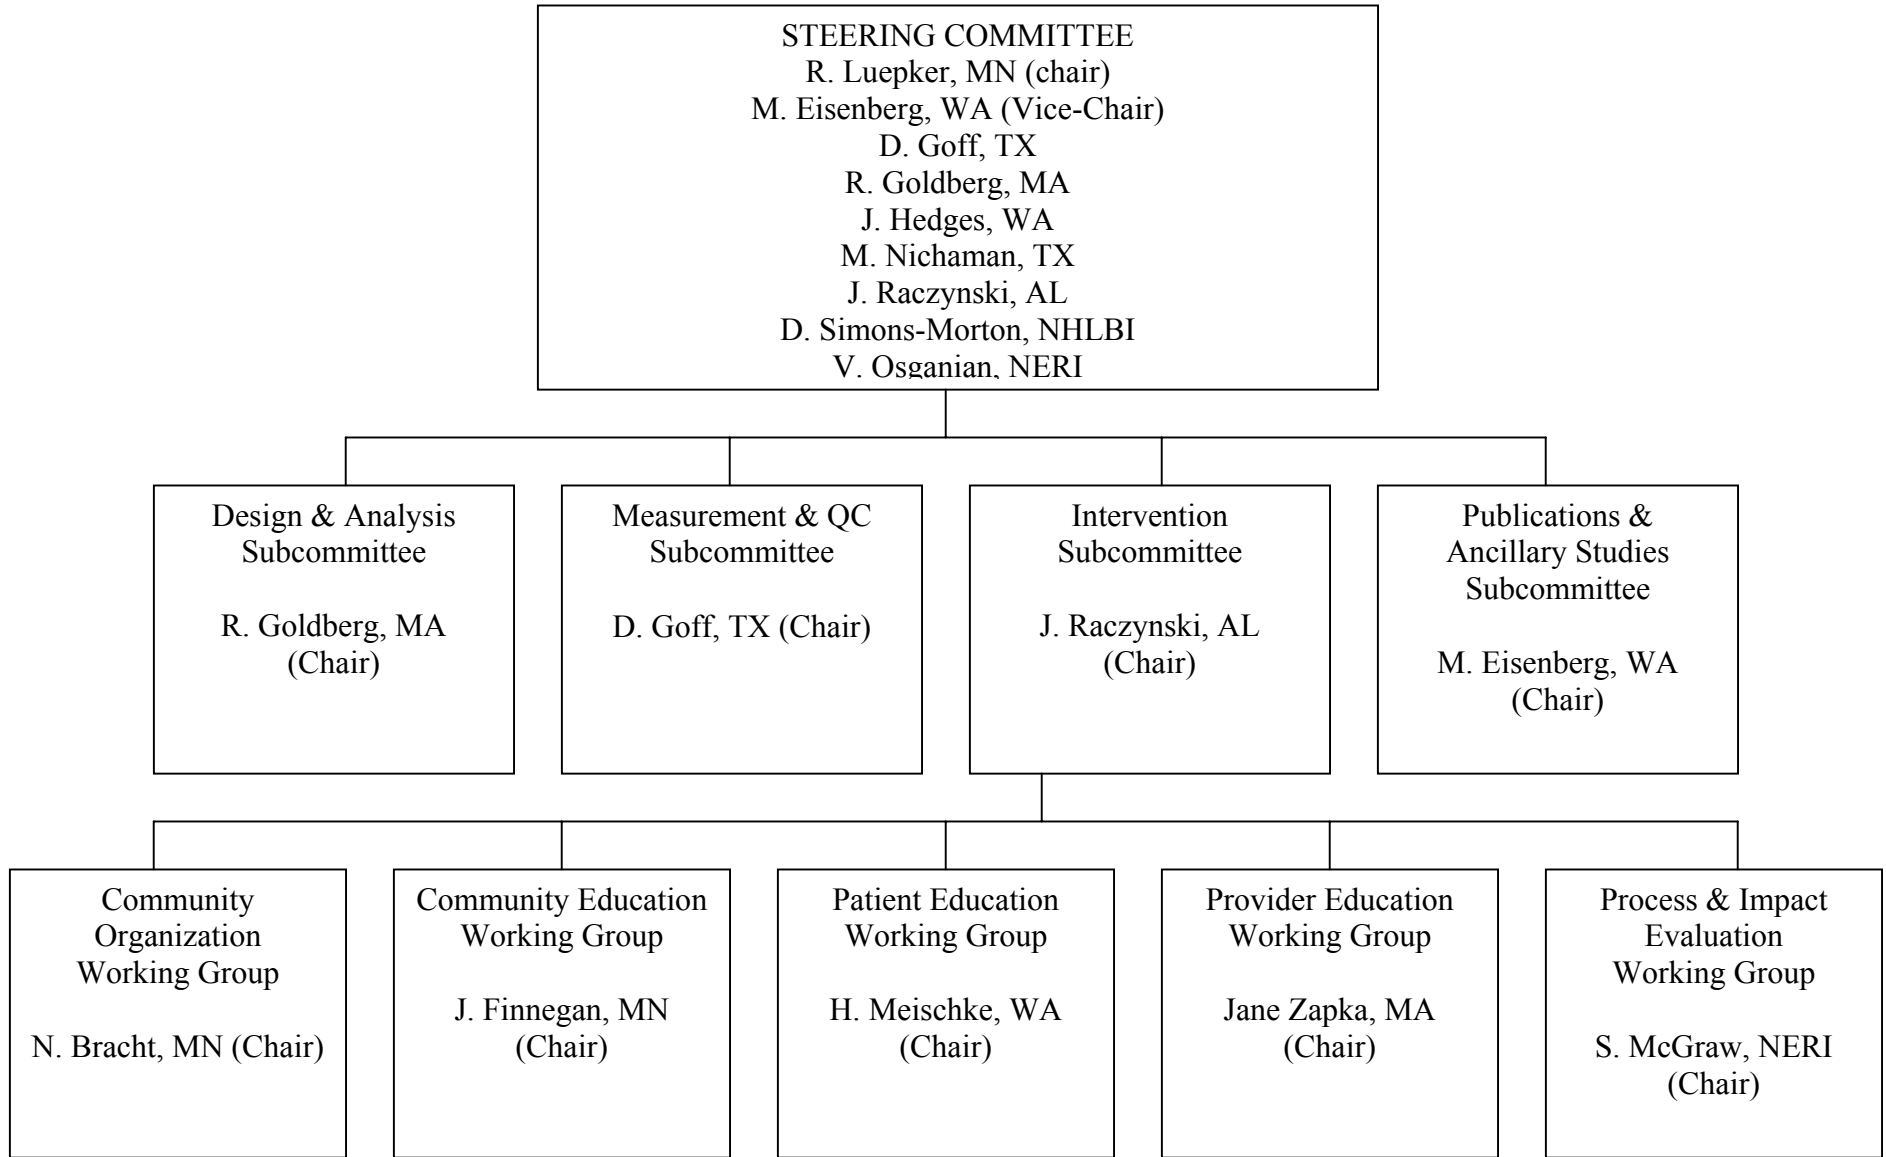 STEERING COMMITTEE
R. Luepker, MN (chair)
M. Eisenberg, WA (Vice-Chair)
D. Goff, TX
R. Goldberg, MA
J. Hedges, WA
M. Nichaman, TX
J. Raczynski, AL
D. Simons-Morton, NHLBI
V. Osganian, NERI
Design & Analysis
Subcommittee
R. Goldberg, MA
(Chair)
Measurement & QC
Subcommittee
D. Goff, TX (Chair)
Intervention
Subcommittee
J. Raczynski, AL
(Chair)
Publications &
Ancillary Studies
Subcommittee
M. Eisenberg, WA
(Chair)
Community
Organization
Working Group
N. Bracht, MN (Chair)
Community Education
Working Group
J. Finnegan, MN
(Chair)
Patient Education
Working Group
H. Meischke, WA
(Chair)
Provider Education
Working Group
Jane Zapka, MA
(Chair)
Process & Impact
Evaluation
Working Group
S. McGraw, NERI
(Chair)